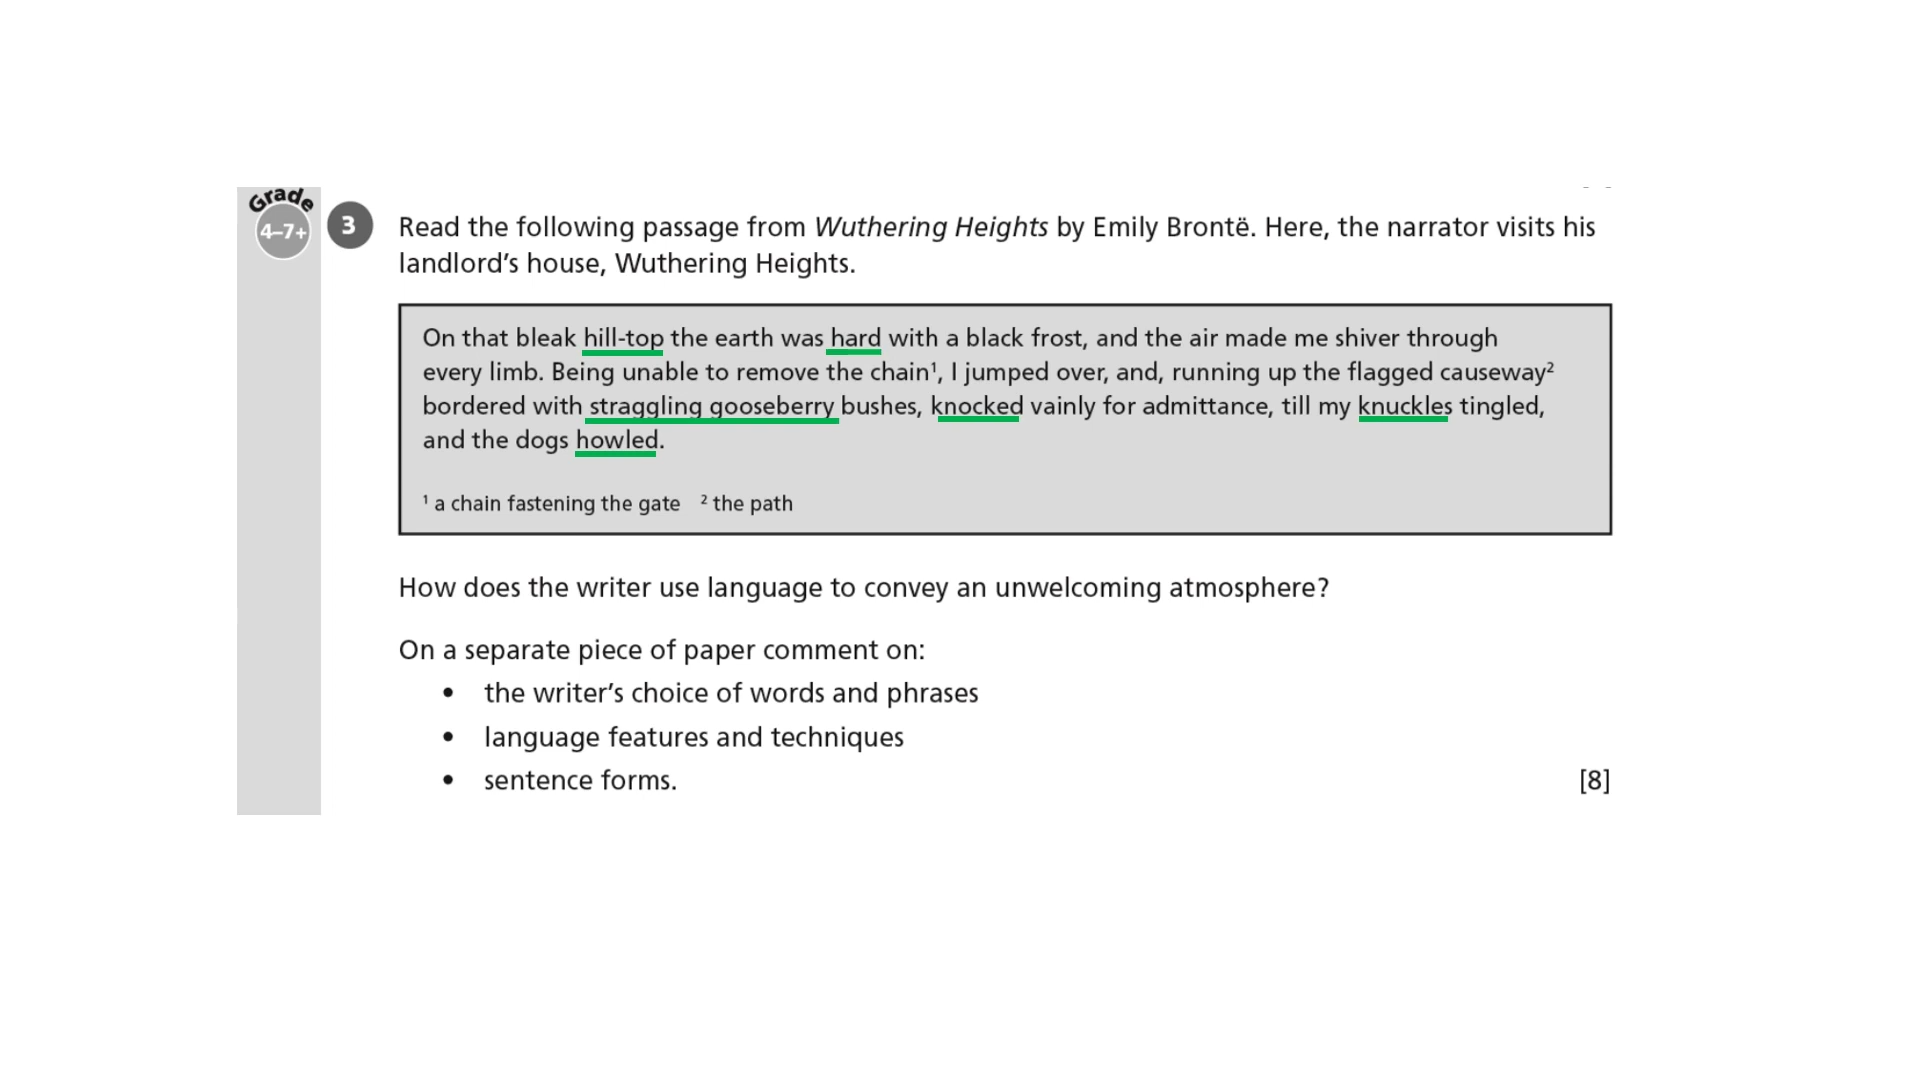 Grade
4–7+
3
Read the following passage from Wuthering Heights by Emily Brontë. Here, the narrator visits his
landlord’s house, Wuthering Heights.
On that bleak hill-top the earth was hard with a black frost, and the air made me shiver through
every limb. Being unable to remove the chain¹, I jumped over, and, running up the flagged causeway²
bordered with straggling gooseberry bushes, knocked vainly for admittance, till my knuckles tingled,
and the dogs howled.
¹ a chain fastening the gate ² the path
How does the writer use language to convey an unwelcoming atmosphere?
On a separate piece of paper comment on:
• the writer’s choice of words and phrases
• language features and techniques
• sentence forms.
[8]